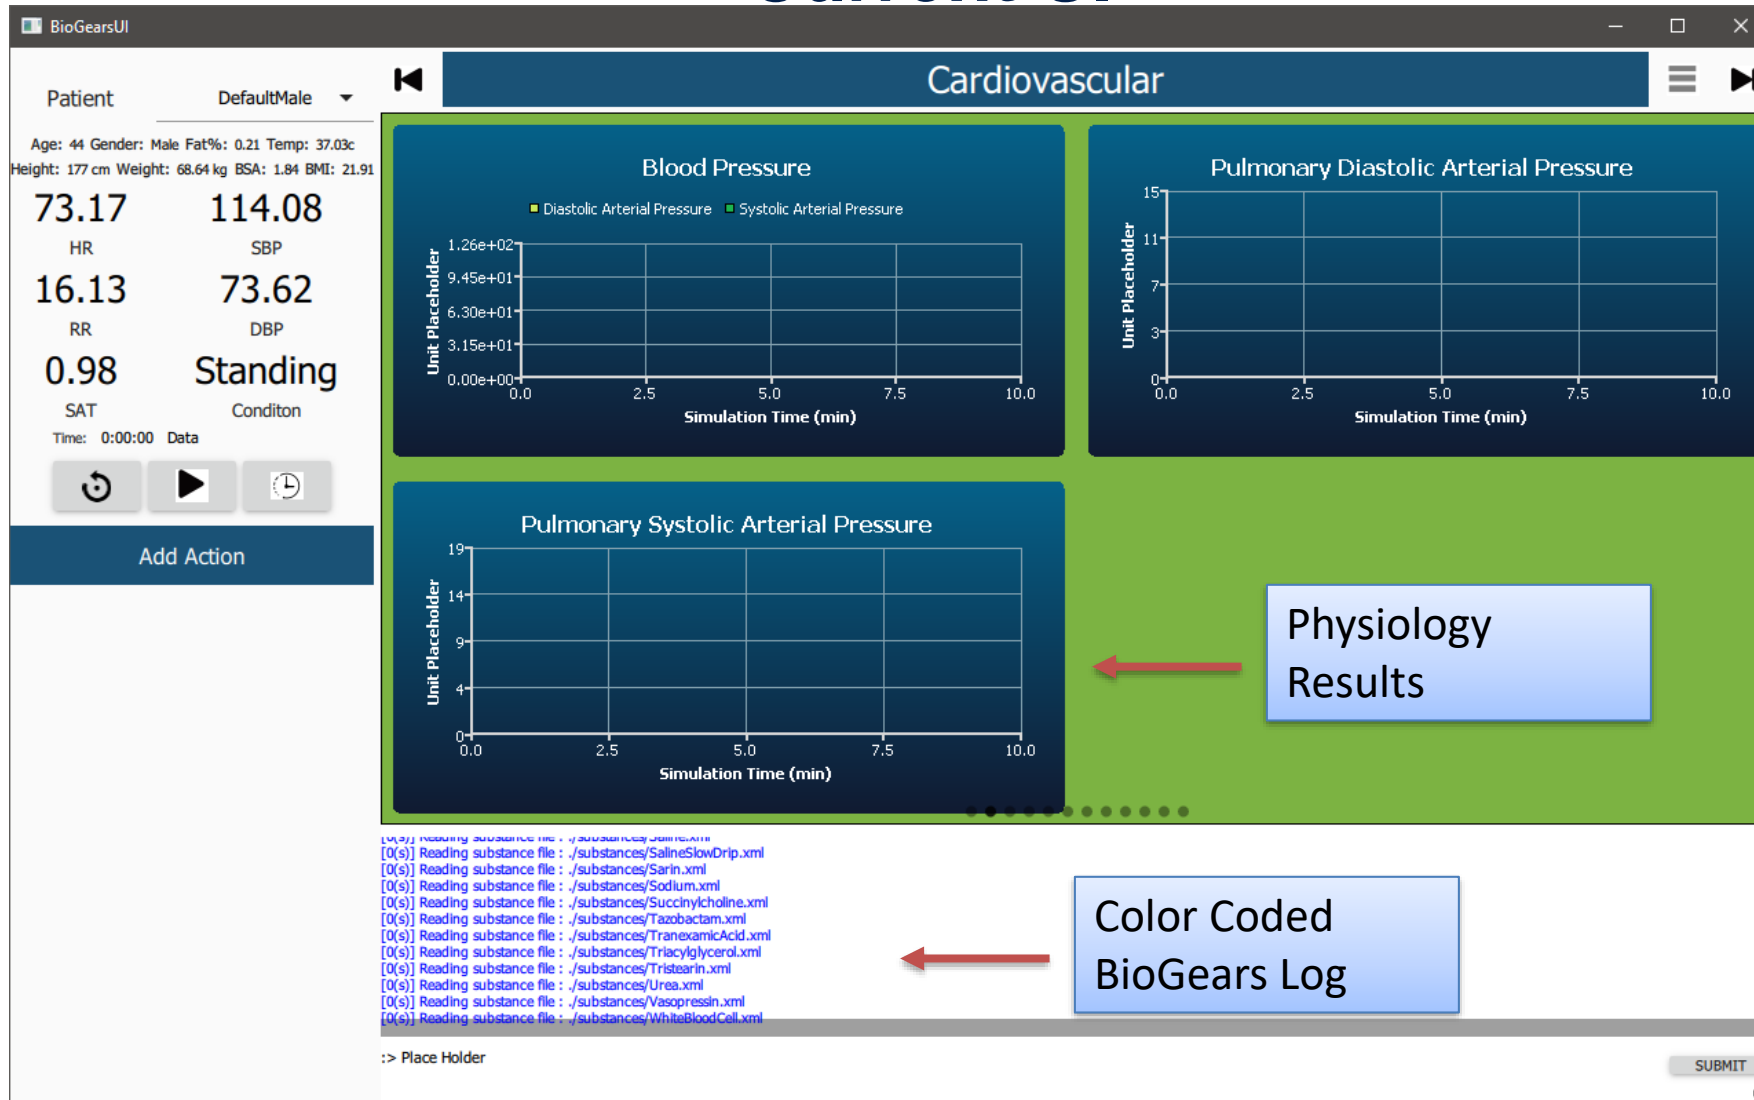 BioGearsUI
Patient
DefaultMale
Age: 44 Gender: Male Fat%: 0.21 Temp: 37.03c
Height: 177 cm Weight: 68.64 kg BSA: 1.84 BMI: 21.91
73.17 114.08
HR SBP
16.13 73.62
RR DBP
0.98 Standing
SAT Conditon
Time: 0:00:00 Data
Add Action
Cardiovascular
Blood Pressure
Diastolic Arterial Pressure Systolic Arterial Pressure
Unit Placeholder
1.26e+02
9.45e+01
6.30e+01
3.15e+01
0.00e+00
0.0 2.5 5.0 7.5 10.0
Simulation Time (min)
Pulmonary Diastolic Arterial Pressure
Unit Placeholder
15
11
7
3
0
0.0 2.5 5.0 7.5 10.0
Simulation Time (min)
Pulmonary Systolic Arterial Pressure
Unit Placeholder
19
14
9
4
0
0.0 2.5 5.0 7.5 10.0
Simulation Time (min)
Physiology
Results
[0(s)] Reading substance file : ./substances/Saline.xml
[0(s)] Reading substance file : ./substances/SalineSlowDrip.xml
[0(s)] Reading substance file : ./substances/Sarin.xml
[0(s)] Reading substance file : ./substances/Sodium.xml
[0(s)] Reading substance file : ./substances/Succinylcholine.xml
[0(s)] Reading substance file : ./substances/Tazobactam.xml
[0(s)] Reading substance file : ./substances/TranexamicAcid.xml
[0(s)] Reading substance file : ./substances/Triacylglycerol.xml
[0(s)] Reading substance file : ./substances/Tristearin.xml
[0(s)] Reading substance file : ./substances/Urea.xml
[0(s)] Reading substance file : ./substances/Vasopressin.xml
[0(s)] Reading substance file : ./substances/WhiteBloodCell.xml
Color Coded
BioGears Log
:> Place Holder
SUBMIT